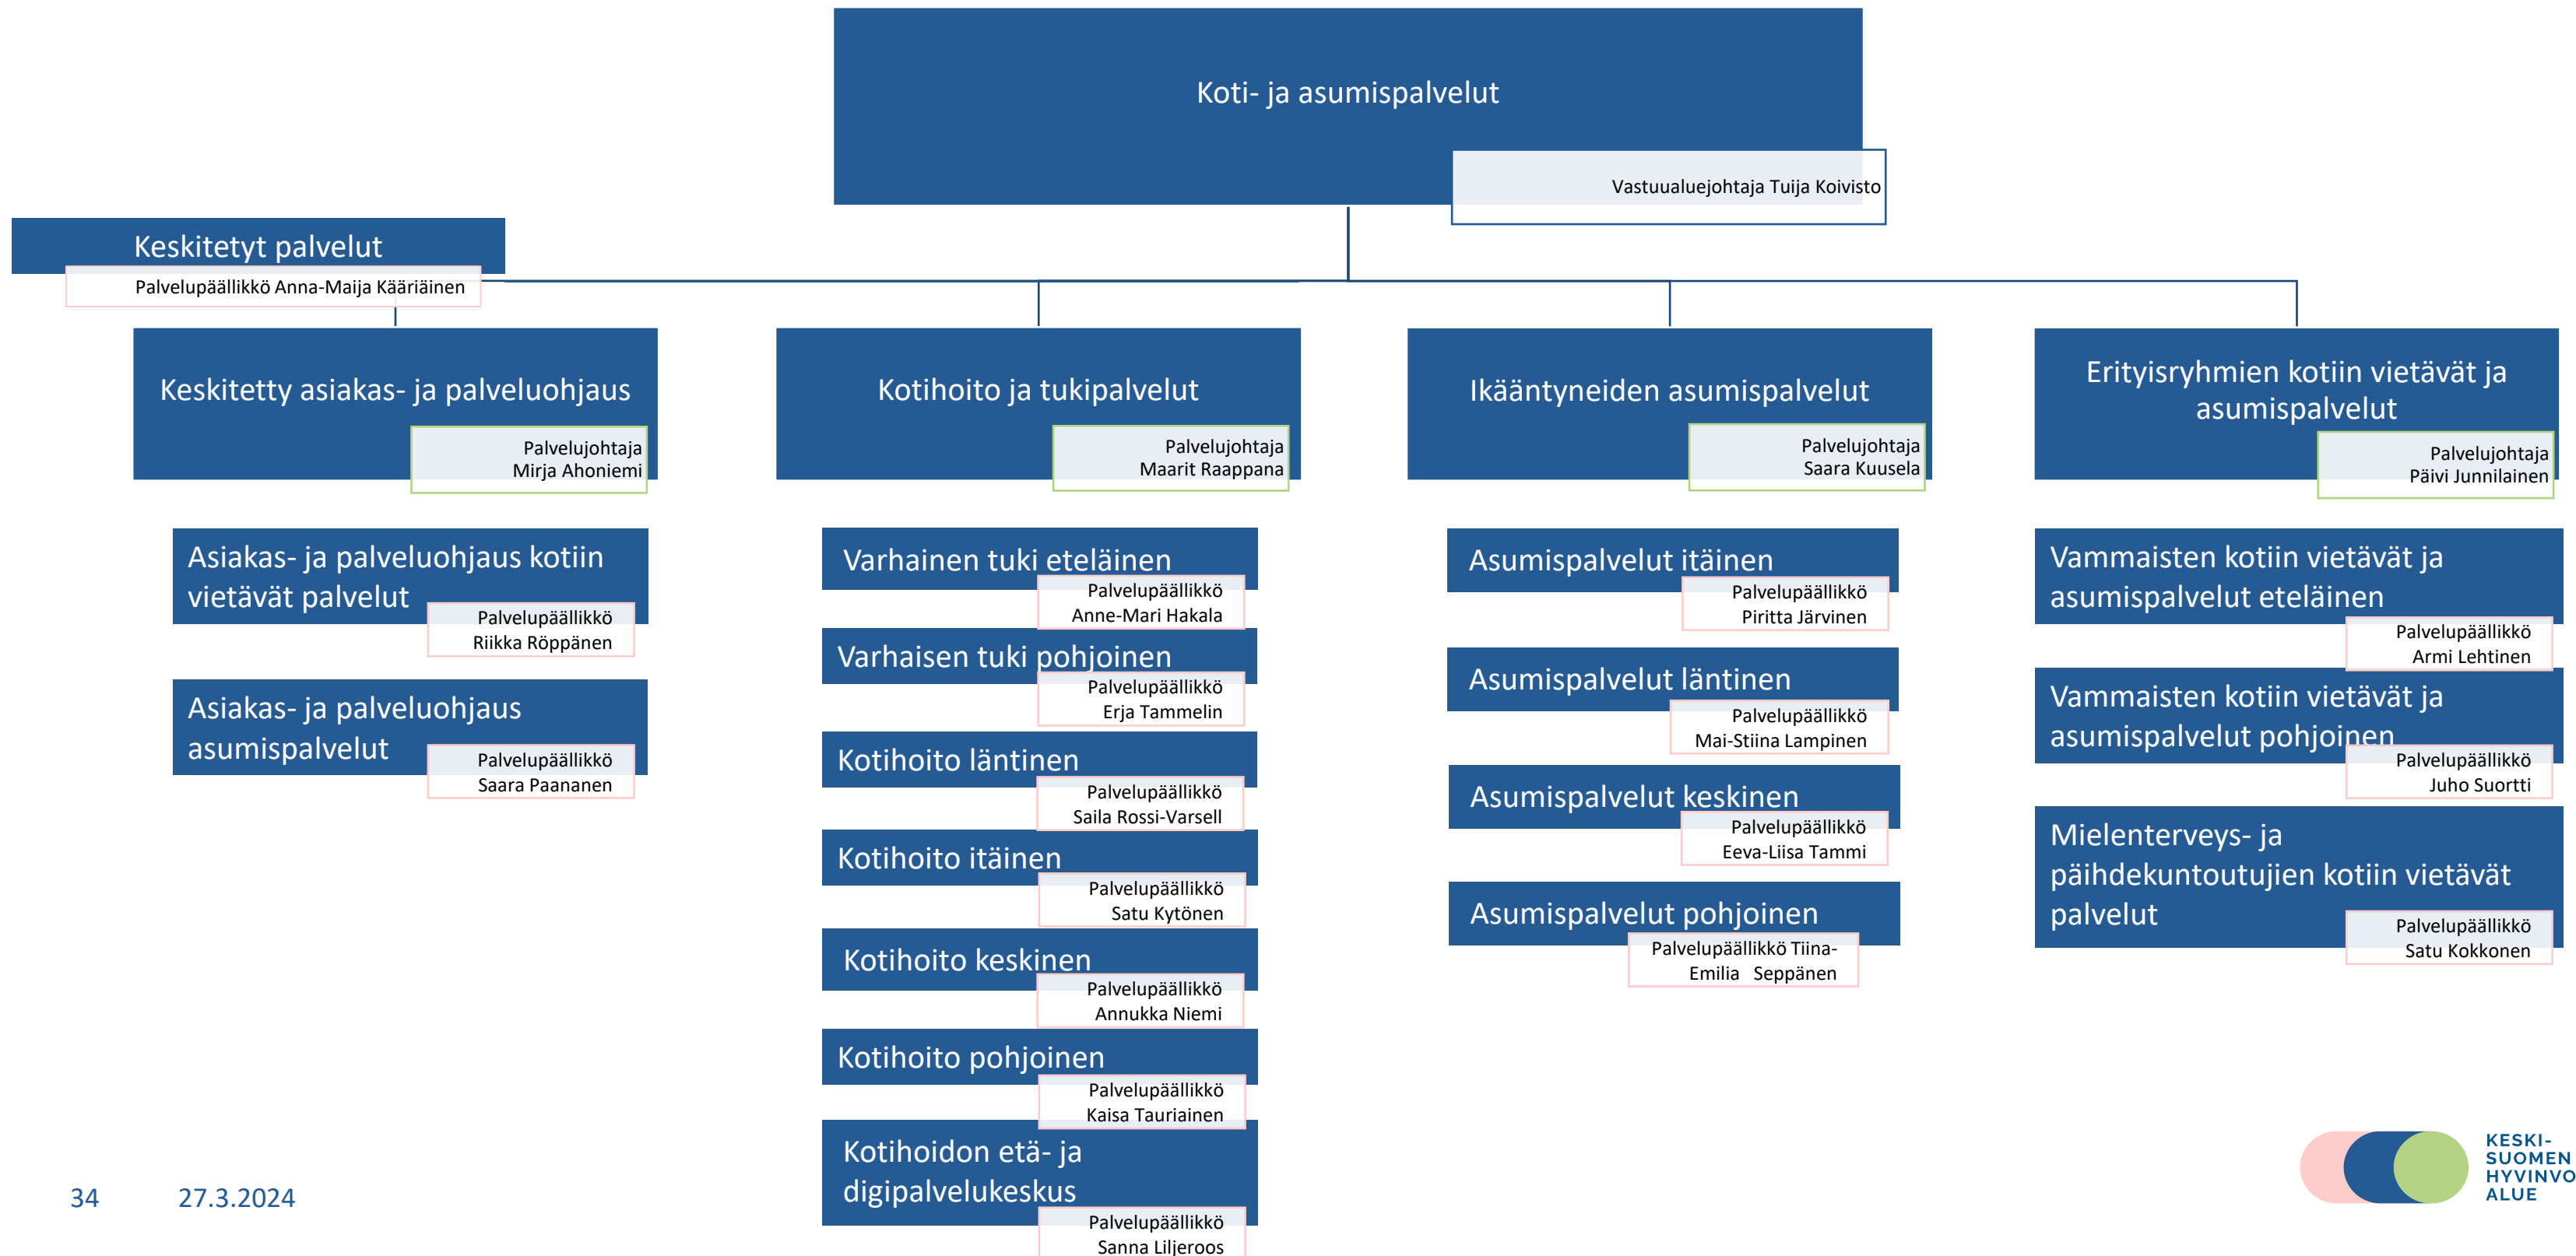 Koti- ja asumispalvelut
Vastuualuejohtaja Tuija Koivisto
Keskitetyt palvelut
Palvelupäällikkö Anna-Maija Kääriäinen
Keskitetty asiakas- ja palveluohjaus
Palvelujohtaja
Mirja Ahoniemi
Asiakas- ja palveluohjaus kotiin
vietävät palvelut
Palvelupäällikkö
Riikka Röppänen
Asiakas- ja palveluohjaus
asumispalvelut
Palvelupäällikkö
Saara Paananen
Kotihoito ja tukipalvelut
Palvelujohtaja
Maarit Raappana
Varhainen tuki eteläinen
Palvelupäällikkö
Anne-Mari Hakala
Varhaisen tuki pohjoinen
Palvelupäällikkö
Erja Tammelin
Kotihoito läntinen
Palvelupäällikkö
Saila Rossi-Varsell
Kotihoito itäinen
Palvelupäällikkö
Satu Kytönen
Kotihoito keskinen
Palvelupäällikkö
Annukka Niemi
Kotihoito pohjoinen
Palvelupäällikkö
Kaisa Tauriainen
Kotihoidon etä- ja
digipalvelukeskus
Palvelupäällikkö
Sanna Liljeroos
Ikääntyneiden asumispalvelut
Palvelujohtaja
Saara Kuusela
Asumispalvelut itäinen
Palvelupäällikkö
Piritta Järvinen
Asumispalvelut läntinen
Palvelupäällikkö
Mai-Stiina Lampinen
Asumispalvelut keskinen
Palvelupäällikkö
Eeva-Liisa Tammi
Asumispalvelut pohjoinen
Palvelupäällikkö Tiina-
Emilia Seppänen
Erityisryhmien kotiin vietävät ja
asumispalvelut
Palvelujohtaja
Päivi Junnilainen
Vammaisten kotiin vietävät ja
asumispalvelut eteläinen
Palvelupäällikkö
Armi Lehtinen
Vammaisten kotiin vietävät ja
asumispalvelut pohjoinen
Palvelupäällikkö
Juho Suortti
Mielenterveys- ja
päihdekuntoutujien kotiin vietävät
palvelut
Palvelupäällikkö
Satu Kokkonen
34 27.3.2024
KESKI-
SUOMEN
HYVINVO
ALUE